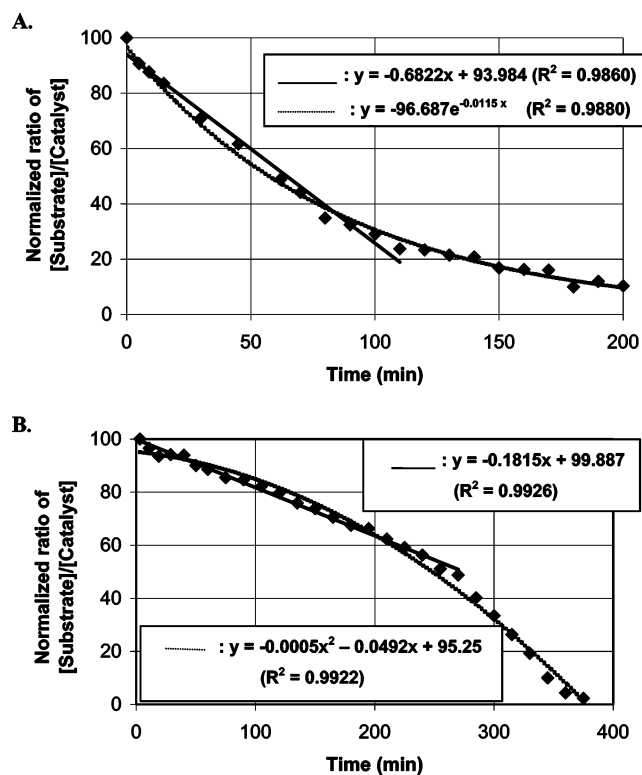 A.
100
80
60
40
20
0
Normalized ratio of
[Substrate]/[Catalyst]
: y = -0.6822x + 93.984 (R² = 0.9860)
: y = -96.687e^-0.0115 x (R² = 0.9880)
0 50 100 150 200
Time (min)
B.
100
80
60
40
20
0
Normalized ratio of
[Substrate]/[Catalyst]
: y = -0.1815x + 99.887
(R² = 0.9926)
: y = -0.0005x² – 0.0492x + 95.25
(R² = 0.9922)
0 100 200 300 400
Time (min)